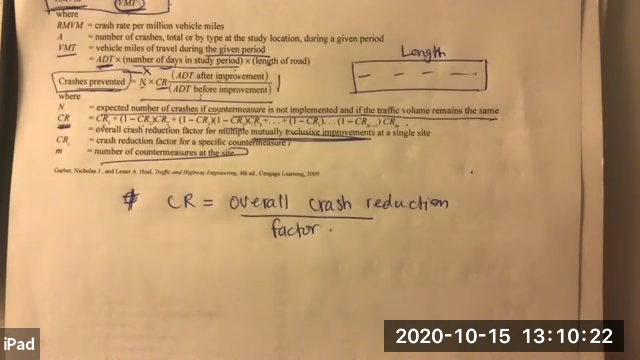 VMT
where
RMVM = crash rate per million vehicle miles
A = number of crashes, total or by type at the study location, during a given period
VMT = vehicle miles of travel during the given period
= ADT × (number of days in study period) × (length of road)
Length
Crashes prevented = N × CR (ADT after improvement) / (ADT before improvement)
where
N = expected number of crashes if countermeasure is not implemented and if the traffic volume remains the same
CR = CR₁ + (1 – CR₁)CR₂ + (1 – CR₁)(1 – CR₂)CR₃ + . . . + (1 – CR₁) . . . (1 – CRₘ₋₁) CRₘ
= overall crash reduction factor for multiple mutually exclusive improvements at a single site
CRᵢ = crash reduction factor for a specific countermeasure i
m = number of countermeasures at the site
Garber, Nicholas J., and Lester A. Hoel, Traffic and Highway Engineering, 4th ed., Cengage Learning, 2009
CR = overall crash reduction
factor.
iPad
2020-10-15 13:10:22